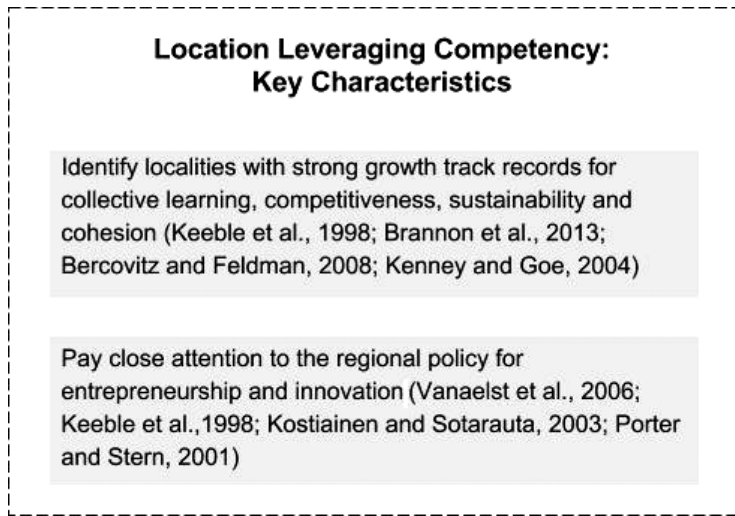 Location Leveraging Competency:
Key Characteristics
Identify localities with strong growth track records for
collective learning, competitiveness, sustainability and
cohesion (Keeble et al., 1998; Brannon et al., 2013;
Bercovitz and Feldman, 2008; Kenney and Goe, 2004)
Pay close attention to the regional policy for
entrepreneurship and innovation (Vanaelst et al., 2006;
Keeble et al.,1998; Kostiainen and Sotarauta, 2003; Porter
and Stern, 2001)